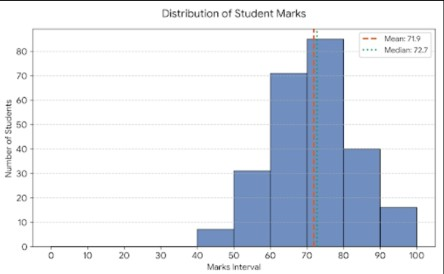 Distribution of Student Marks
Mean: 71.9
Median: 72.7
Number of Students
80
70
60
50
40
30
20
10
0
0 10 20 30 40 50 60 70 80 90 100
Marks Interval